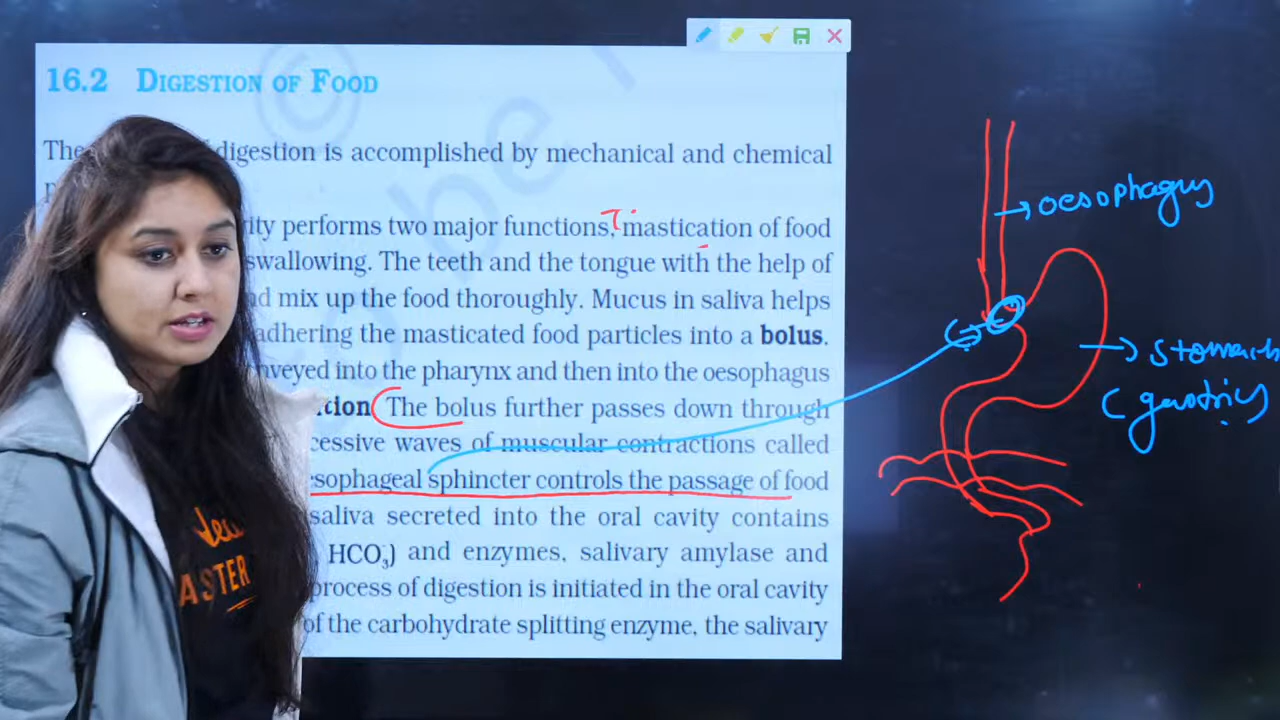 16.2 DIGESTION OF FOOD
The digestion is accomplished by mechanical and chemical
performs two major functions, mastication of food
swallowing. The teeth and the tongue with the help of
mix up the food thoroughly. Mucus in saliva helps
adhering the masticated food particles into a bolus.
into the pharynx and then into the oesophagus
The bolus further passes down through
waves of muscular contractions called
sphincter controls the passage of food
saliva secreted into the oral cavity contains
HCO3) and enzymes, salivary amylase and
process of digestion is initiated in the oral cavity
of the carbohydrate splitting enzyme, the salivary
oesophagus
stomach
(gastric
ASTER